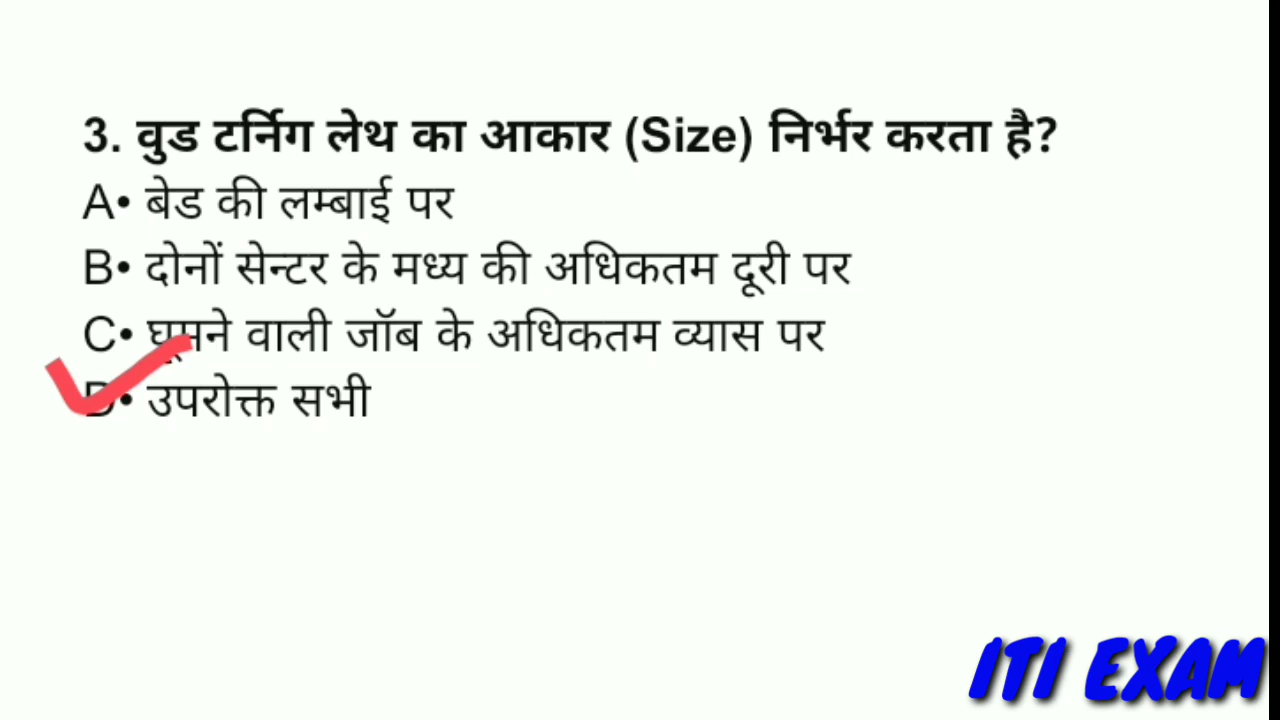 3. वुड टर्निंग लेथ का आकार (Size) निर्भर करता है?
A• बेड की लम्बाई पर
B• दोनों सेन्टर के मध्य की अधिकतम दूरी पर
C• घूमने वाली जॉब के अधिकतम व्यास पर
D• उपरोक्त सभी
ITI EXAM